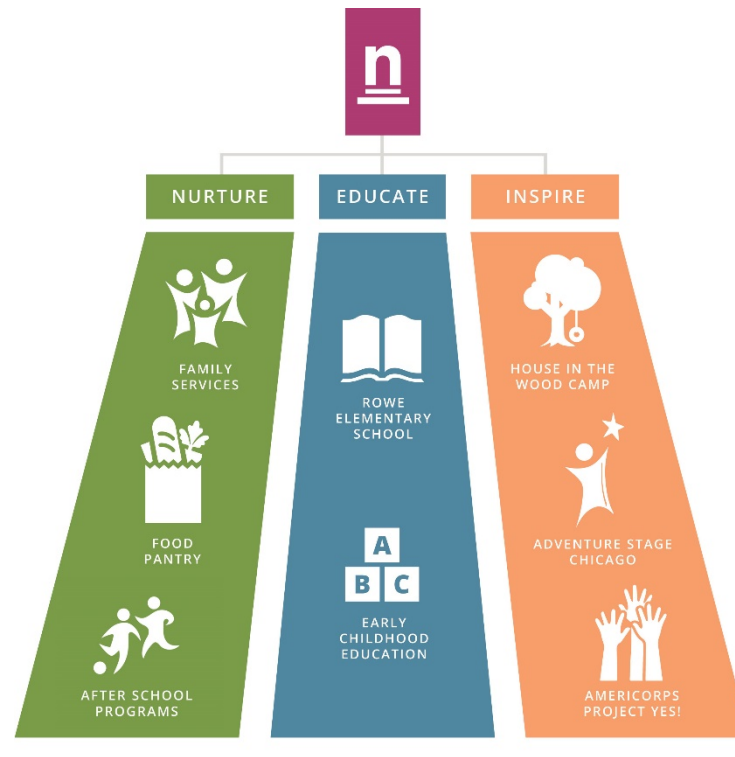 n
NURTURE
EDUCATE
INSPIRE
FAMILY
SERVICES
FOOD
PANTRY
AFTER SCHOOL
PROGRAMS
ROWE
ELEMENTARY
SCHOOL
A
B C
EARLY
CHILDHOOD
EDUCATION
HOUSE IN THE
WOOD CAMP
ADVENTURE STAGE
CHICAGO
AMERICORPS
PROJECT YES!